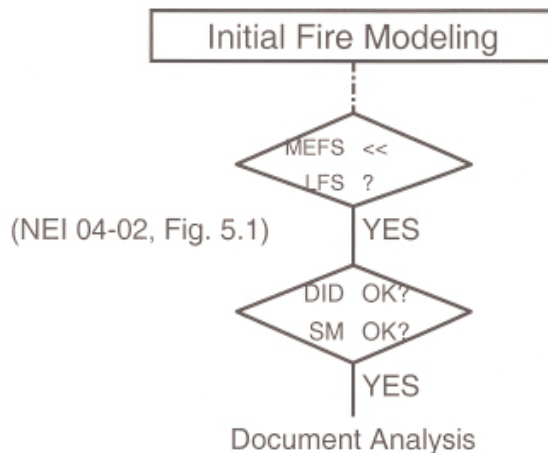 Initial Fire Modeling
MEFS <<
LFS ?
(NEI 04-02, Fig. 5.1)
YES
DID OK?
SM OK?
YES
Document Analysis